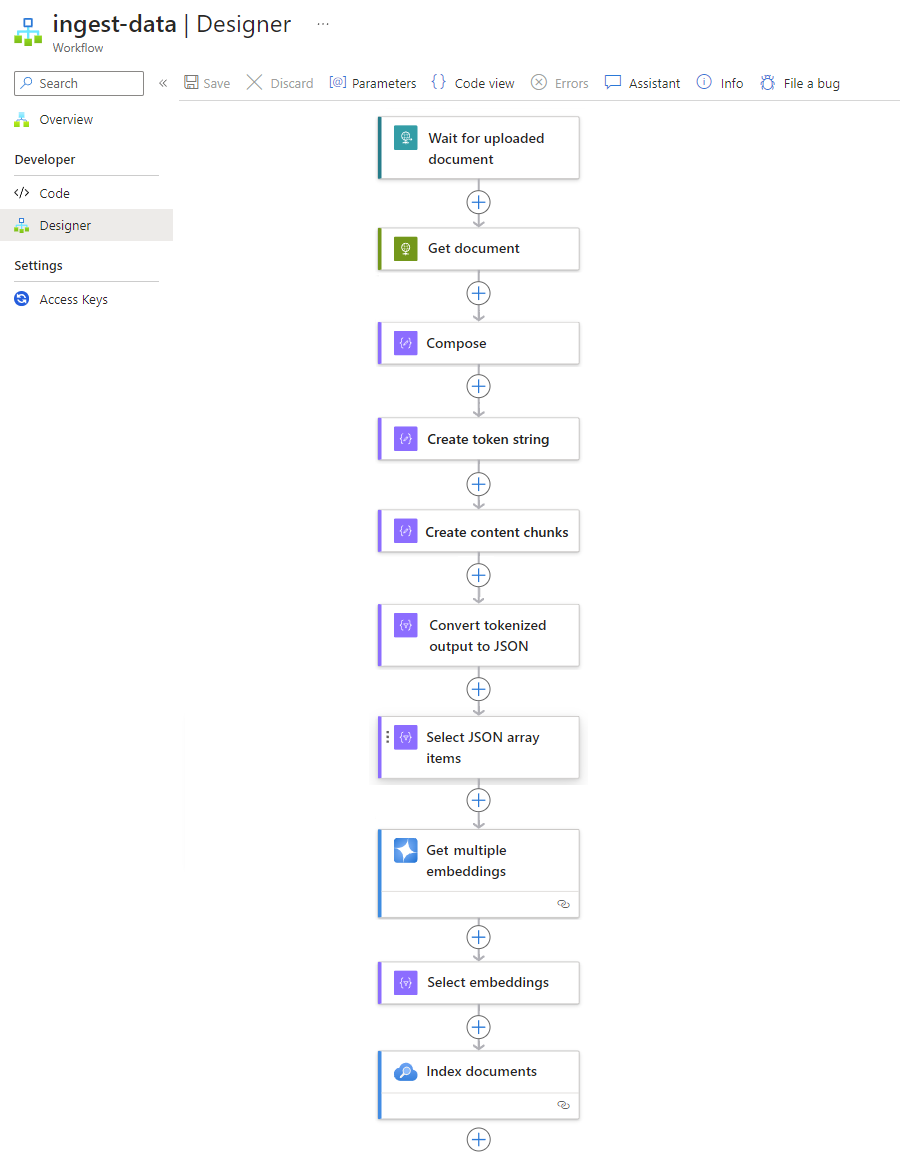 ingest-data | Designer ...
Workflow
Search
«
Save
Discard
Parameters
Code view
Errors
Assistant
Info
File a bug
Overview
Developer
Code
Designer
Settings
Access Keys
Wait for uploaded
document
Get document
Compose
Create token string
Create content chunks
Convert tokenized
output to JSON
Select JSON array
items
Get multiple
embeddings
Select embeddings
Index documents